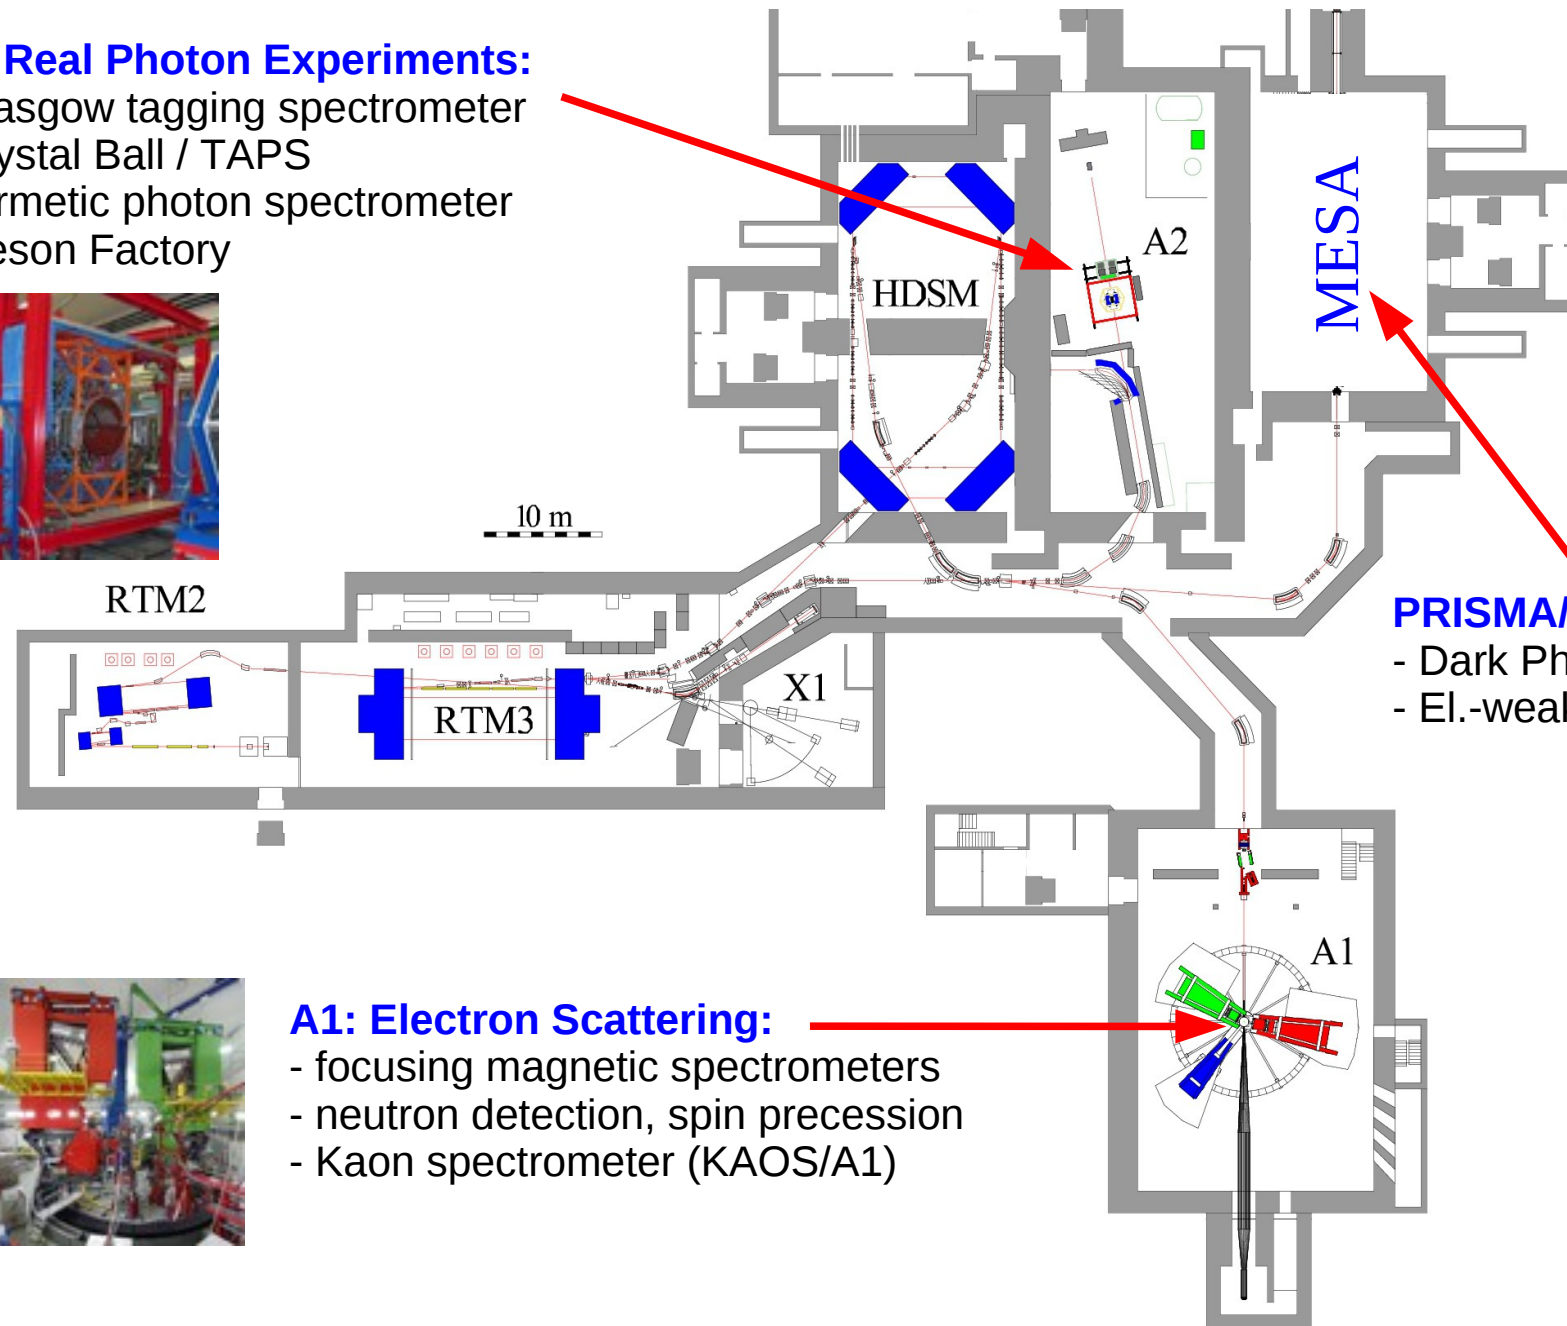 Real Photon Experiments:
asgow tagging spectrometer
ystal Ball / TAPS
rmetic photon spectrometer
eson Factory
A2
MESA
HDSM
10 m
RTM2
RTM3
X1
PRISMA/
- Dark Ph
- El.-weak
A1
A1: Electron Scattering:
- focusing magnetic spectrometers
- neutron detection, spin precession
- Kaon spectrometer (KAOS/A1)